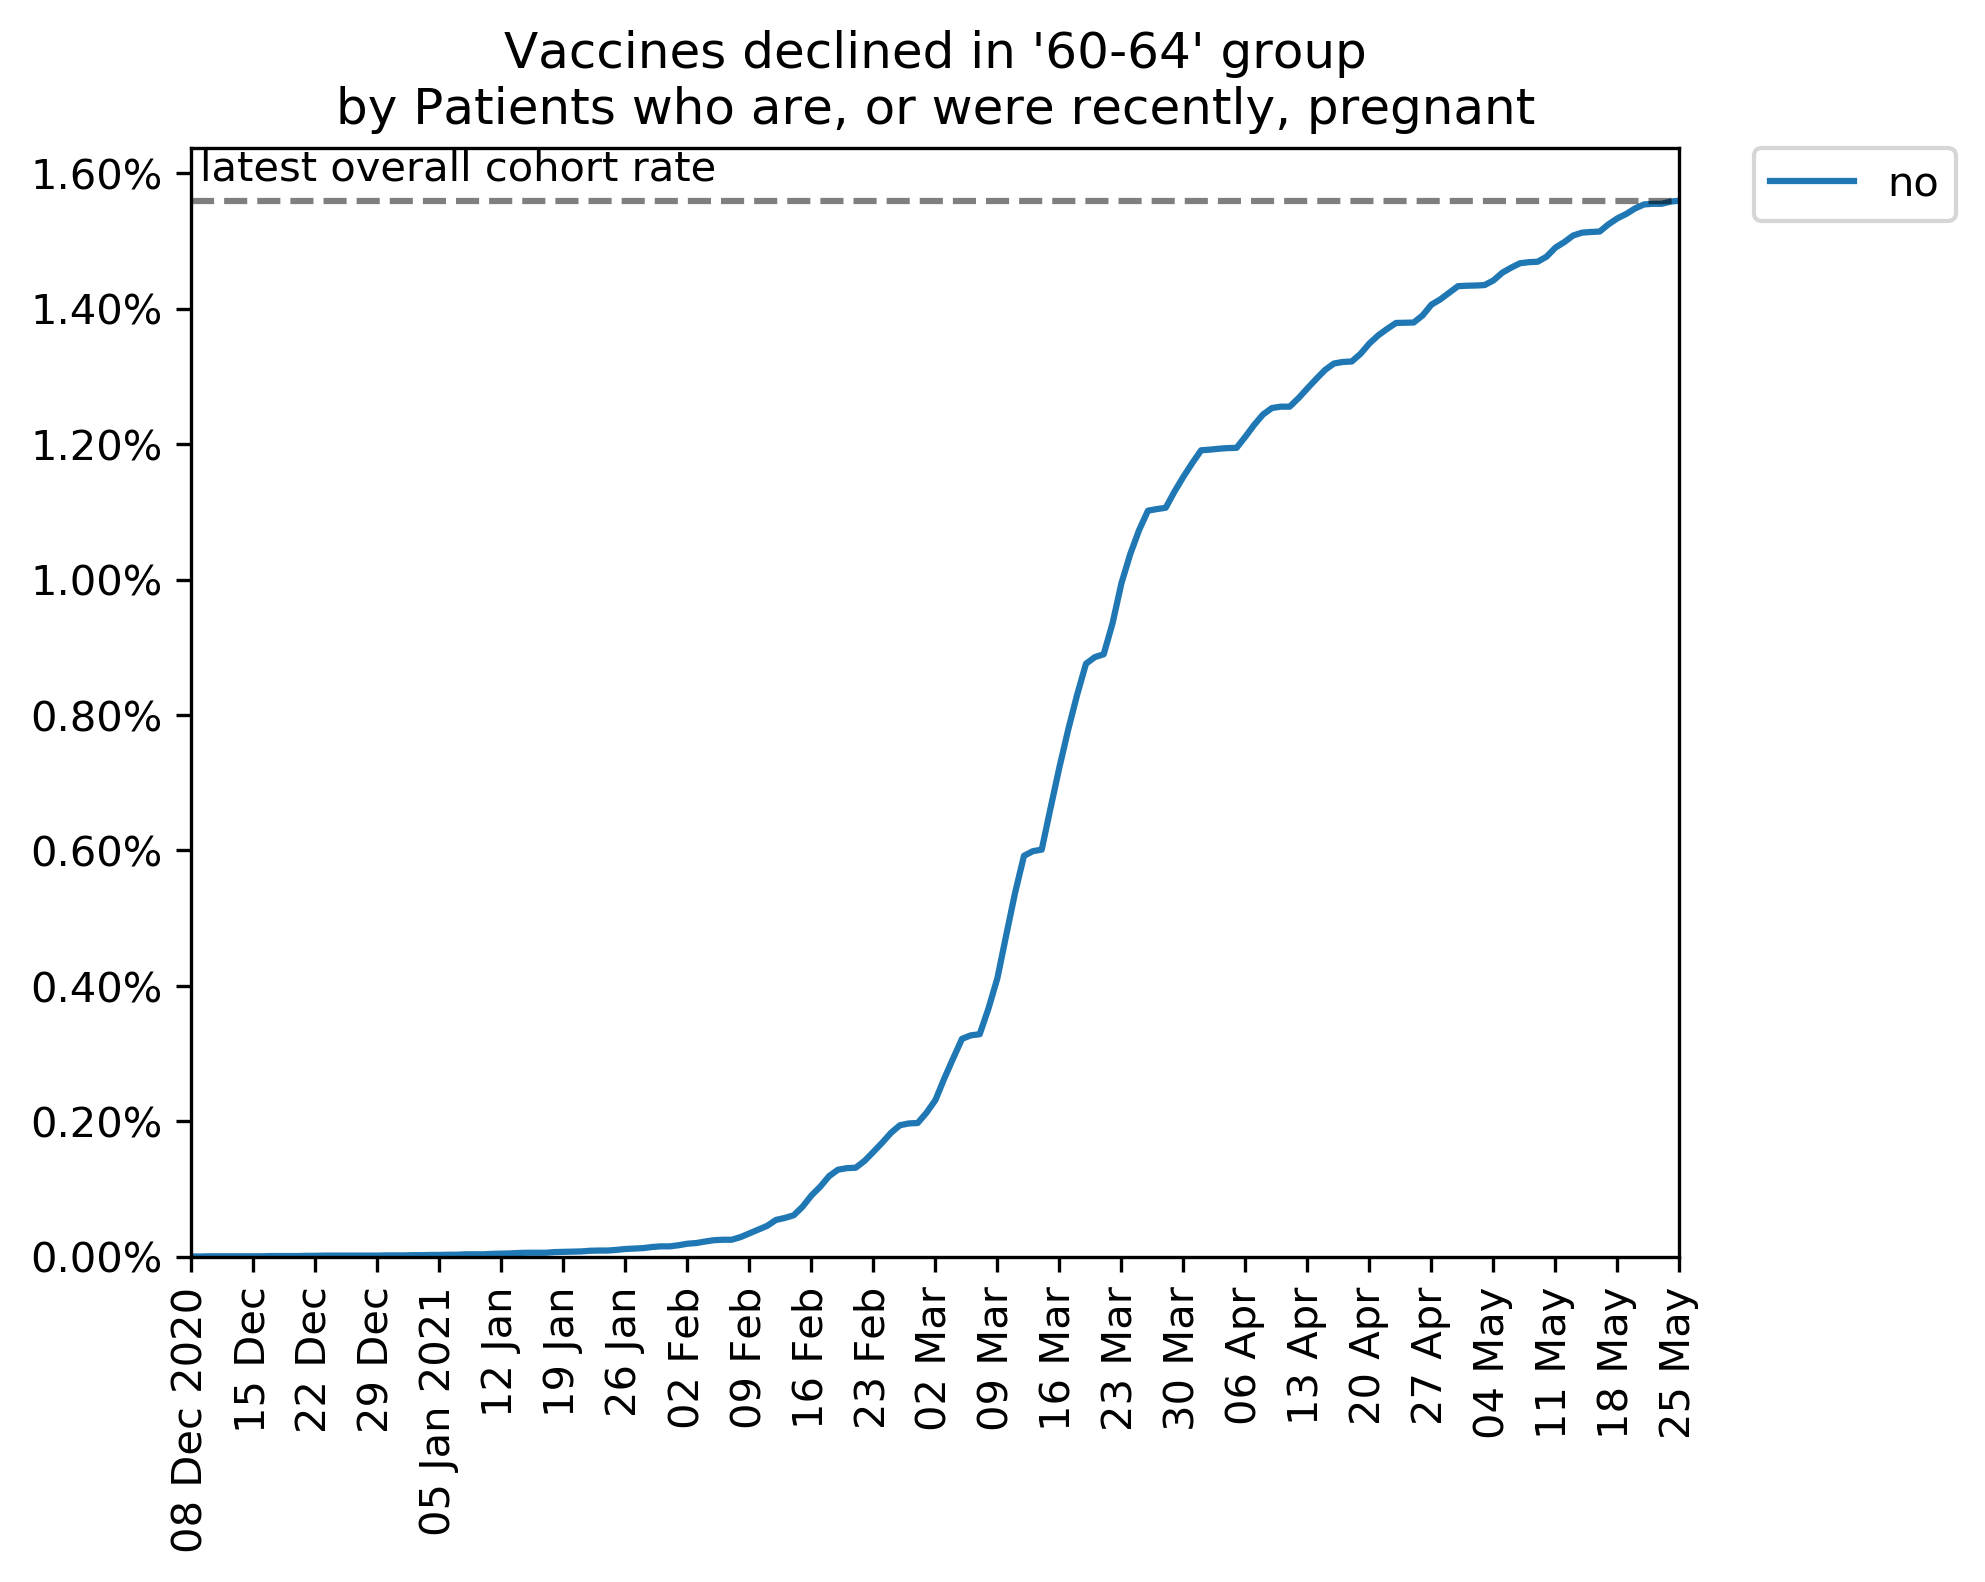 Vaccines declined in '60-64' group
by Patients who are, or were recently, pregnant
latest overall cohort rate
no
1.60%
1.40%
1.20%
1.00%
0.80%
0.60%
0.40%
0.20%
0.00%
08 Dec 2020
15 Dec
22 Dec
29 Dec
05 Jan 2021
12 Jan
19 Jan
26 Jan
02 Feb
09 Feb
16 Feb
23 Feb
02 Mar
09 Mar
16 Mar
23 Mar
30 Mar
06 Apr
13 Apr
20 Apr
27 Apr
04 May
11 May
18 May
25 May